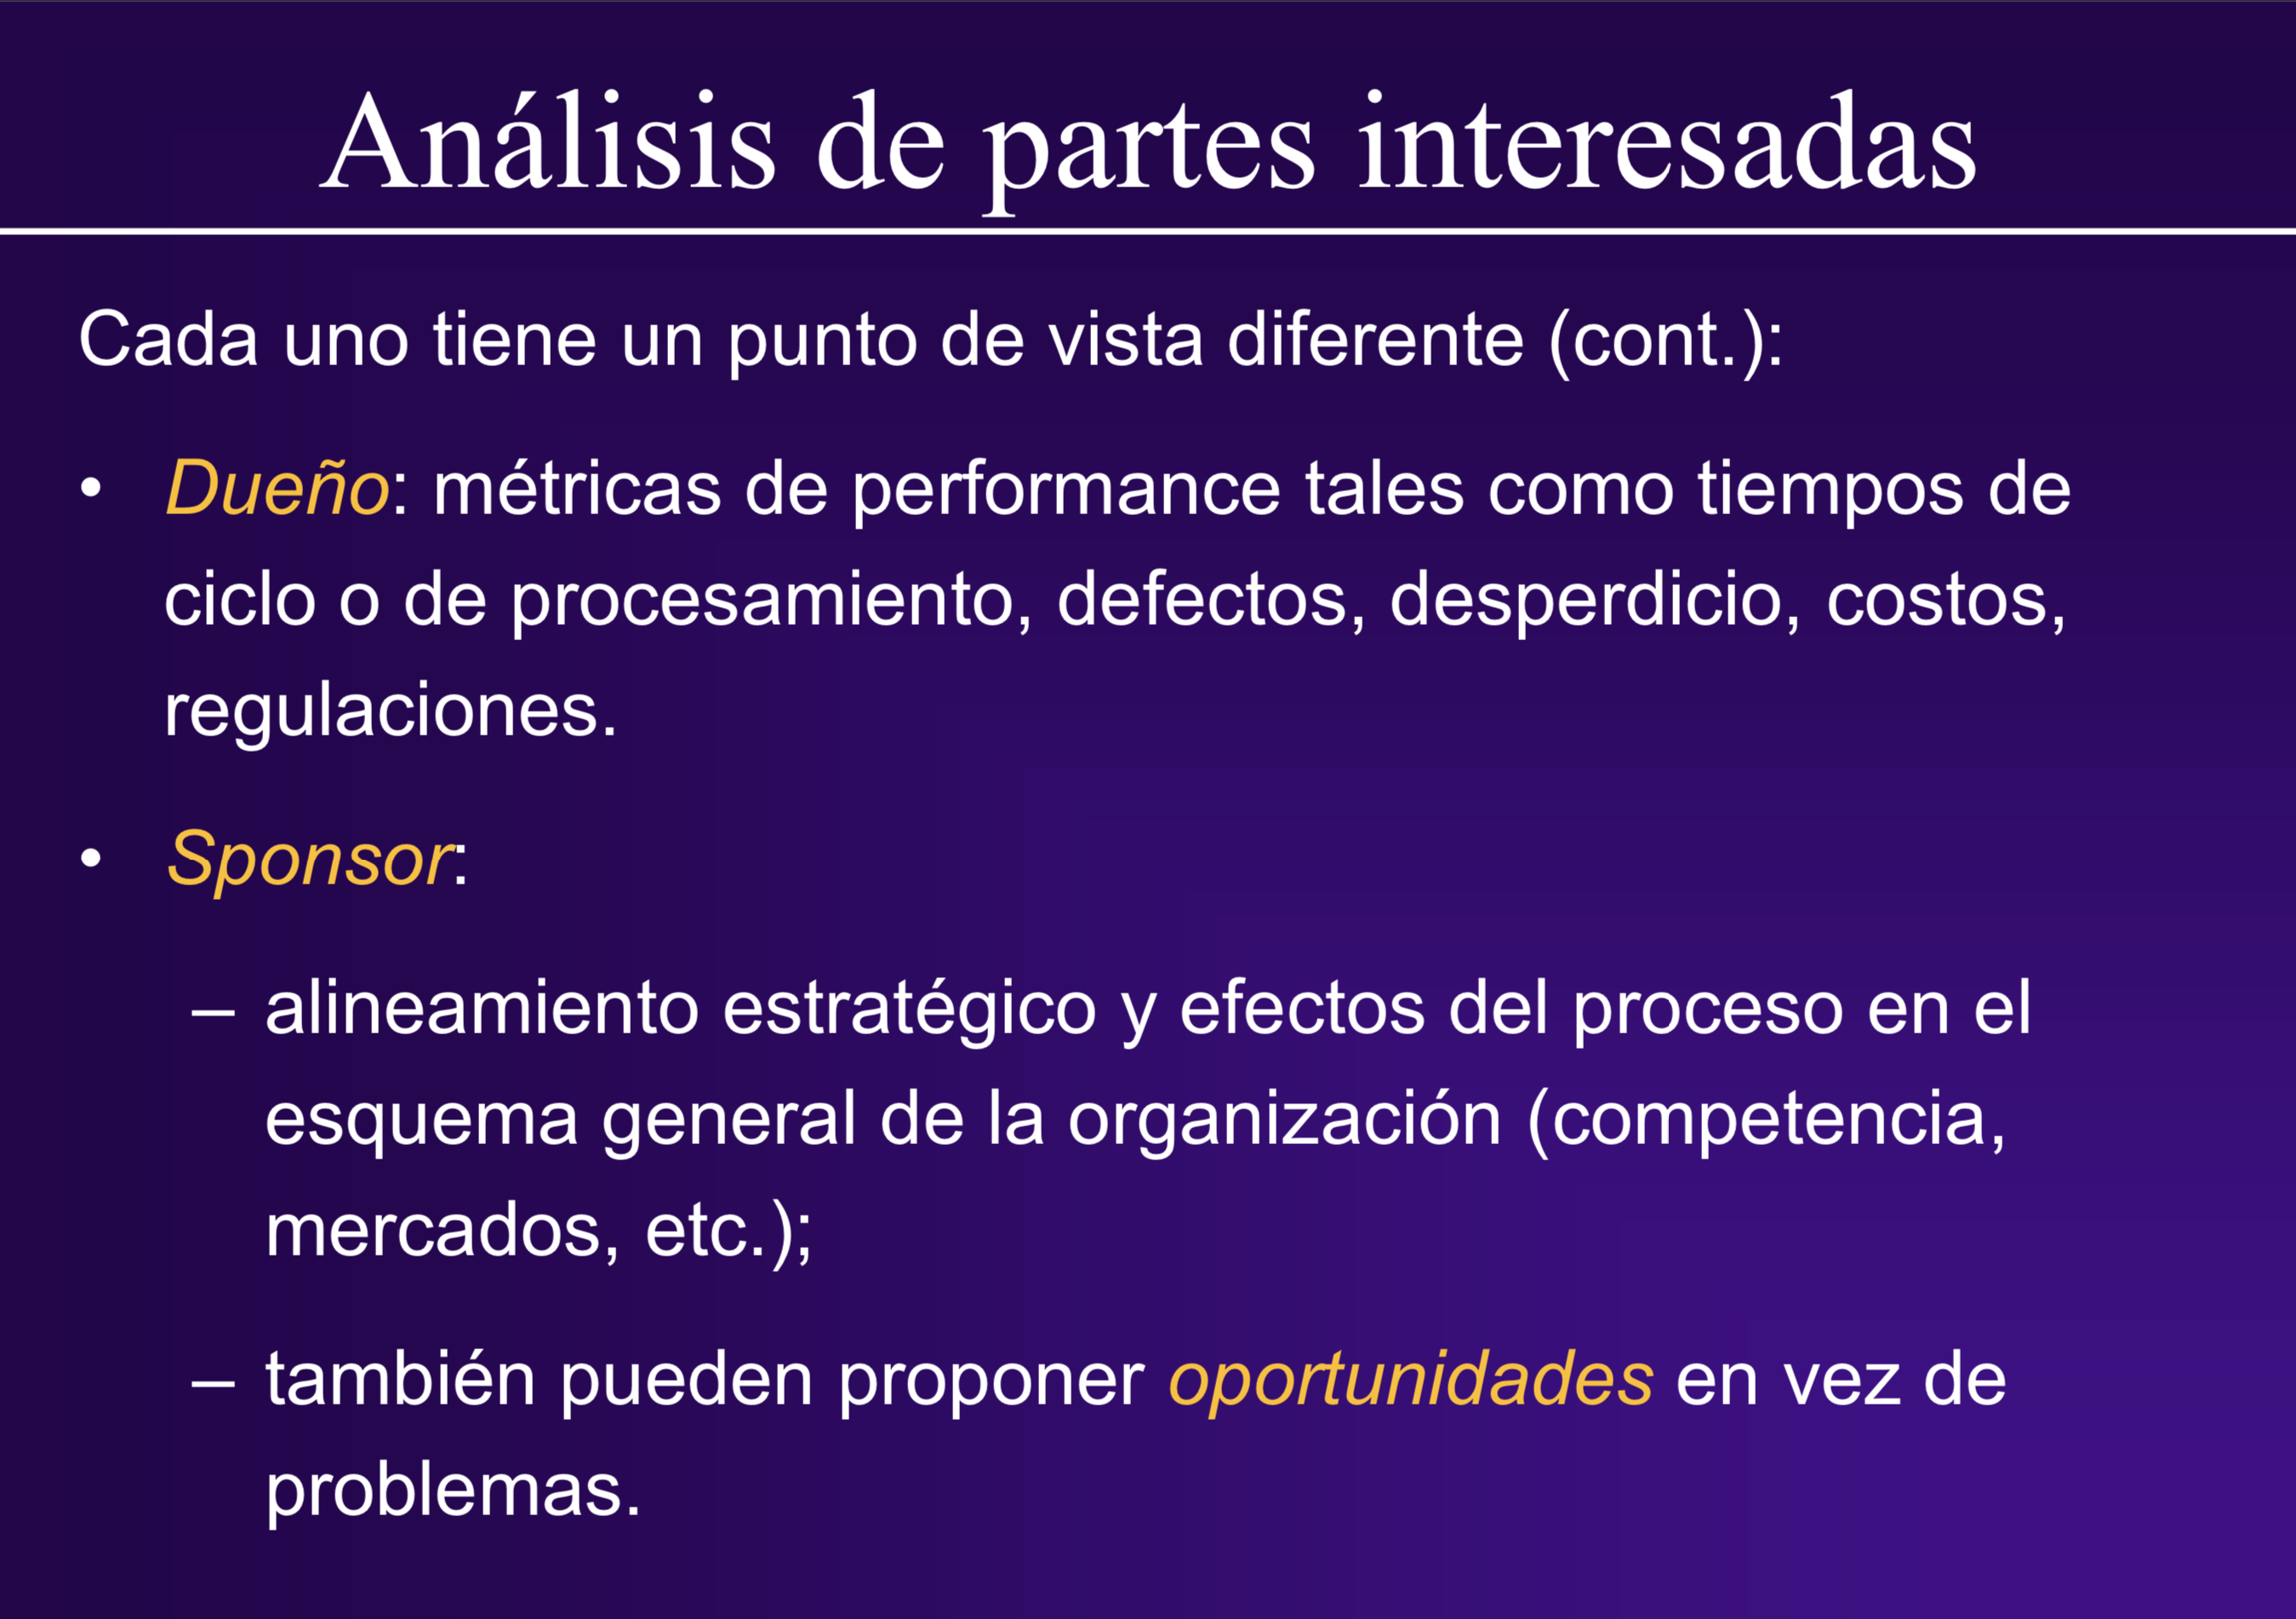 Análisis de partes interesadas
Cada uno tiene un punto de vista diferente (cont.):
• Dueño: métricas de performance tales como tiempos de
ciclo o de procesamiento, defectos, desperdicio, costos,
regulaciones.
• Sponsor:
– alineamiento estratégico y efectos del proceso en el
esquema general de la organización (competencia,
mercados, etc.);
– también pueden proponer oportunidades en vez de
problemas.